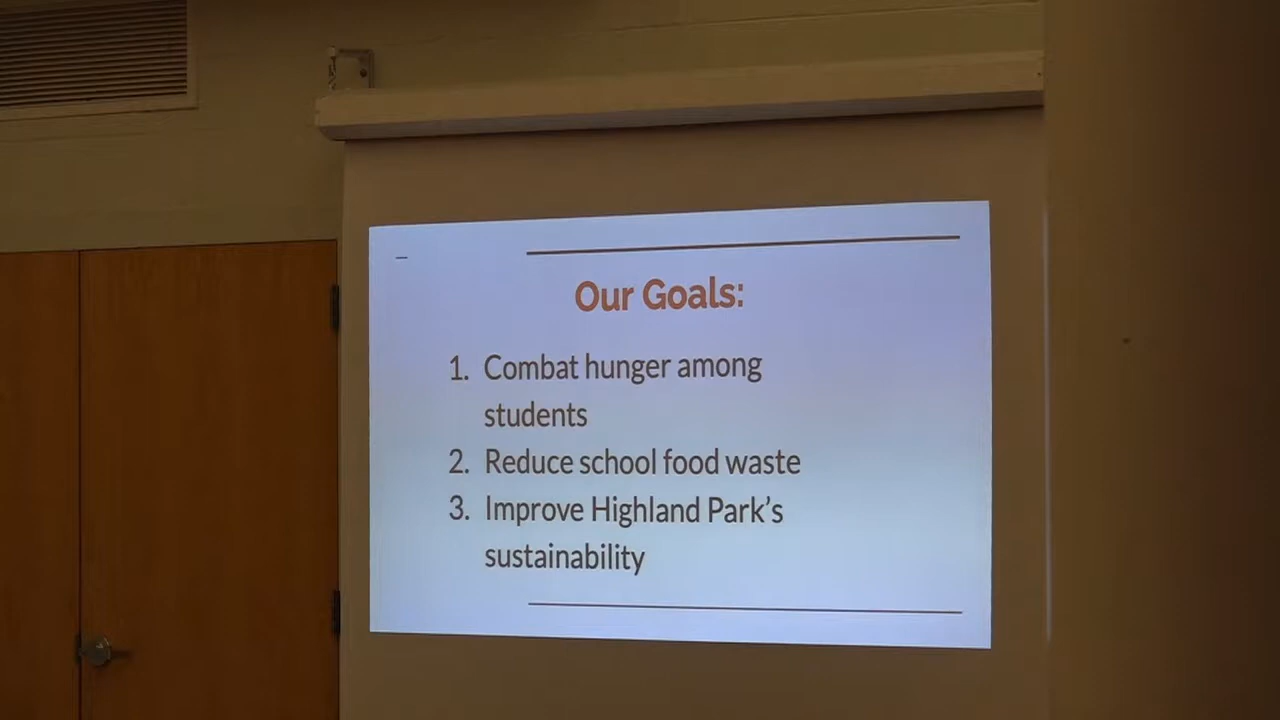 Our Goals:
1. Combat hunger among
students
2. Reduce school food waste
3. Improve Highland Park’s
sustainability